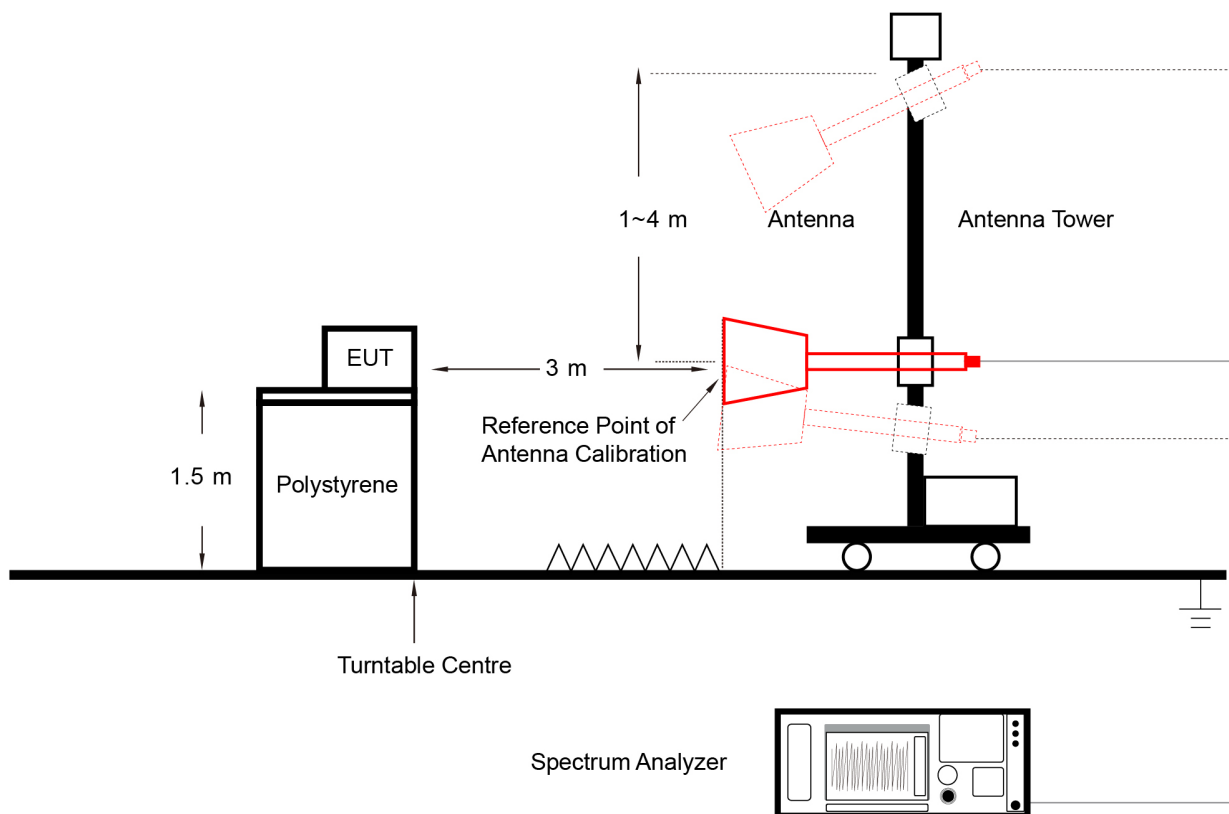 1~4 m
Antenna
Antenna Tower
EUT
3 m
Reference Point of
Antenna Calibration
1.5 m
Polystyrene
Turntable Centre
Spectrum Analyzer